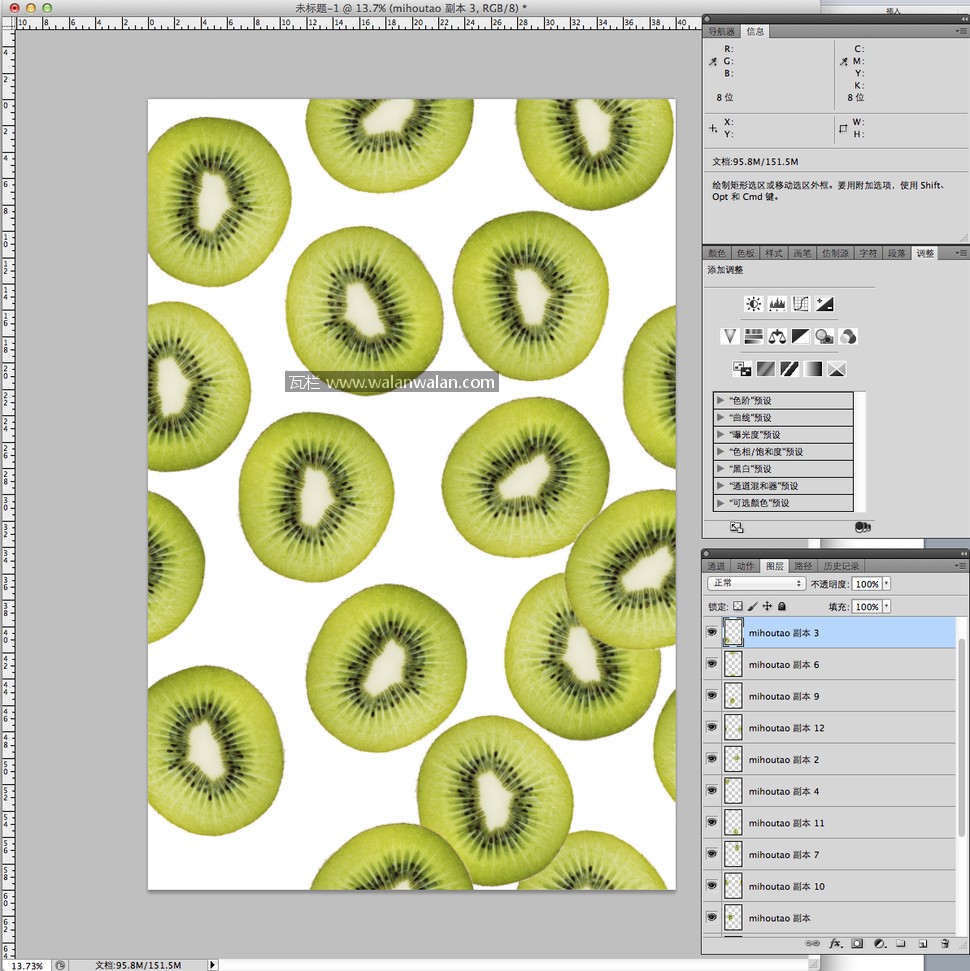 未标题-1 @ 13.7% (mihoutao 副本 3, RGB/8) *
插入
导航器 信息
R: C:
G: M:
B: Y:
K:
8 位 8 位
X: W:
Y: H:
文档:95.8M/151.5M
绘制矩形选区或移动选区外框。要用附加选项，使用 Shift、
Opt 和 Cmd 键。
颜色 色板 样式 画笔 仿制源 字符 段落 调整
添加调整
“色阶”预设
“曲线”预设
“曝光度”预设
“色相/饱和度”预设
“黑白”预设
“通道混和器”预设
“可选颜色”预设
瓦栏 www.walanwalan.com
通道 动作 图层 路径 历史记录
正常 不透明度: 100%
锁定: 填充: 100%
mihoutao 副本 3
mihoutao 副本 6
mihoutao 副本 9
mihoutao 副本 12
mihoutao 副本 2
mihoutao 副本 4
mihoutao 副本 11
mihoutao 副本 7
mihoutao 副本 10
mihoutao 副本
fx.
13.73% 文档:95.8M/151.5M